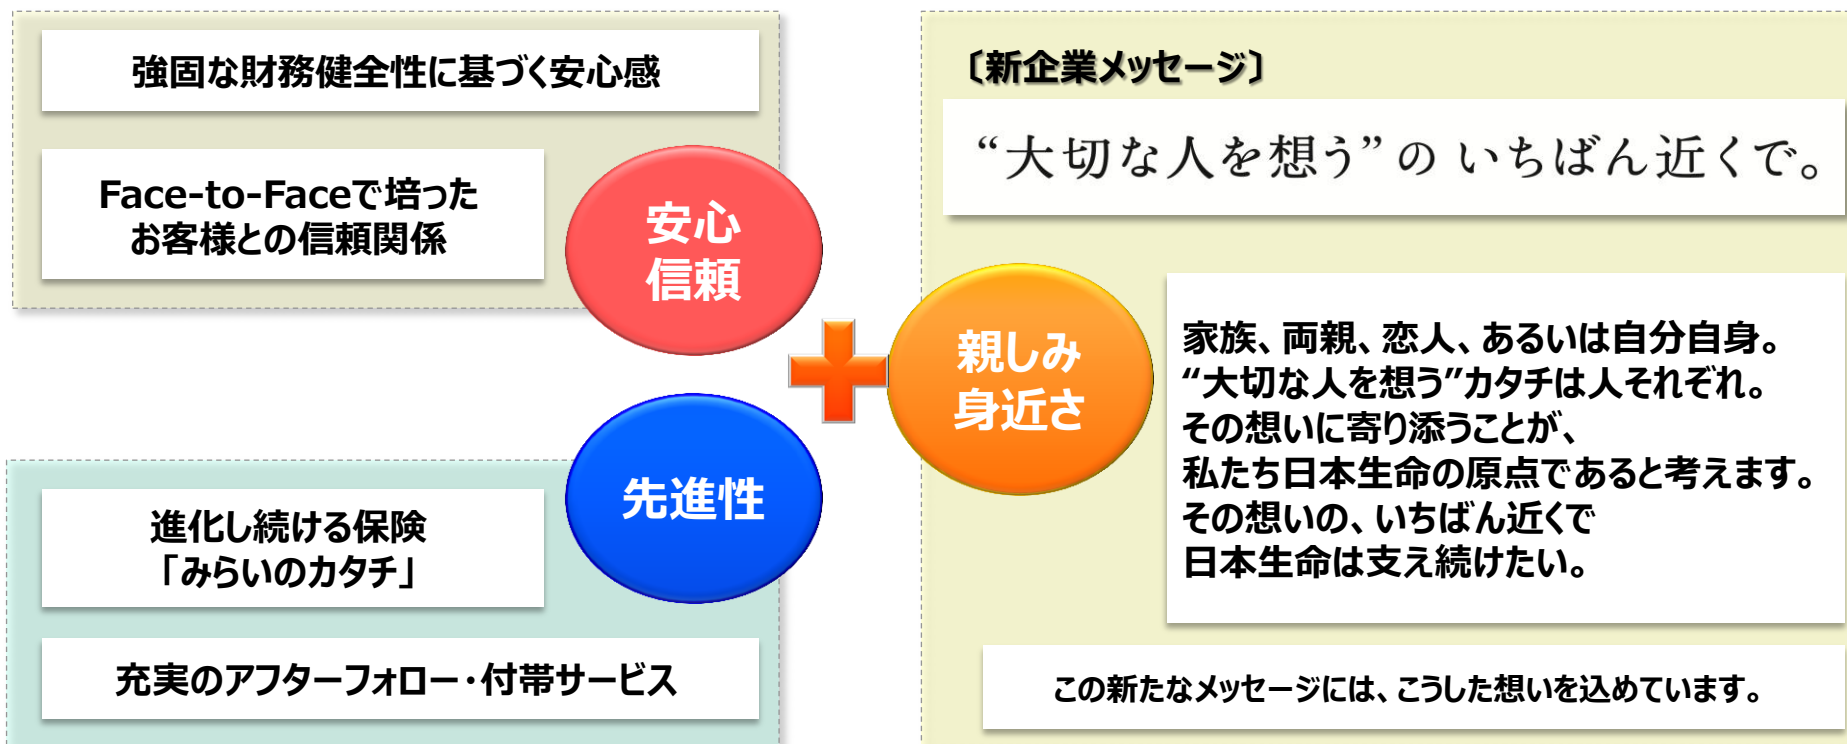 強固な財務健全性に基づく安心感
Face-to-Faceで培った
お客様との信頼関係
安心
信頼
先進性
進化し続ける保険
「みらいのカタチ」
充実のアフターフォロー・付帯サービス
〔新企業メッセージ〕
“大切な人を想う”の いちばん近くで。
親しみ
身近さ
家族、両親、恋人、あるいは自分自身。
“大切な人を想う”カタチは人それぞれ。
その想いに寄り添うことが、
私たち日本生命の原点であると考えます。
その想いの、いちばん近くで
日本生命は支え続けたい。
この新たなメッセージには、こうした想いを込めています。